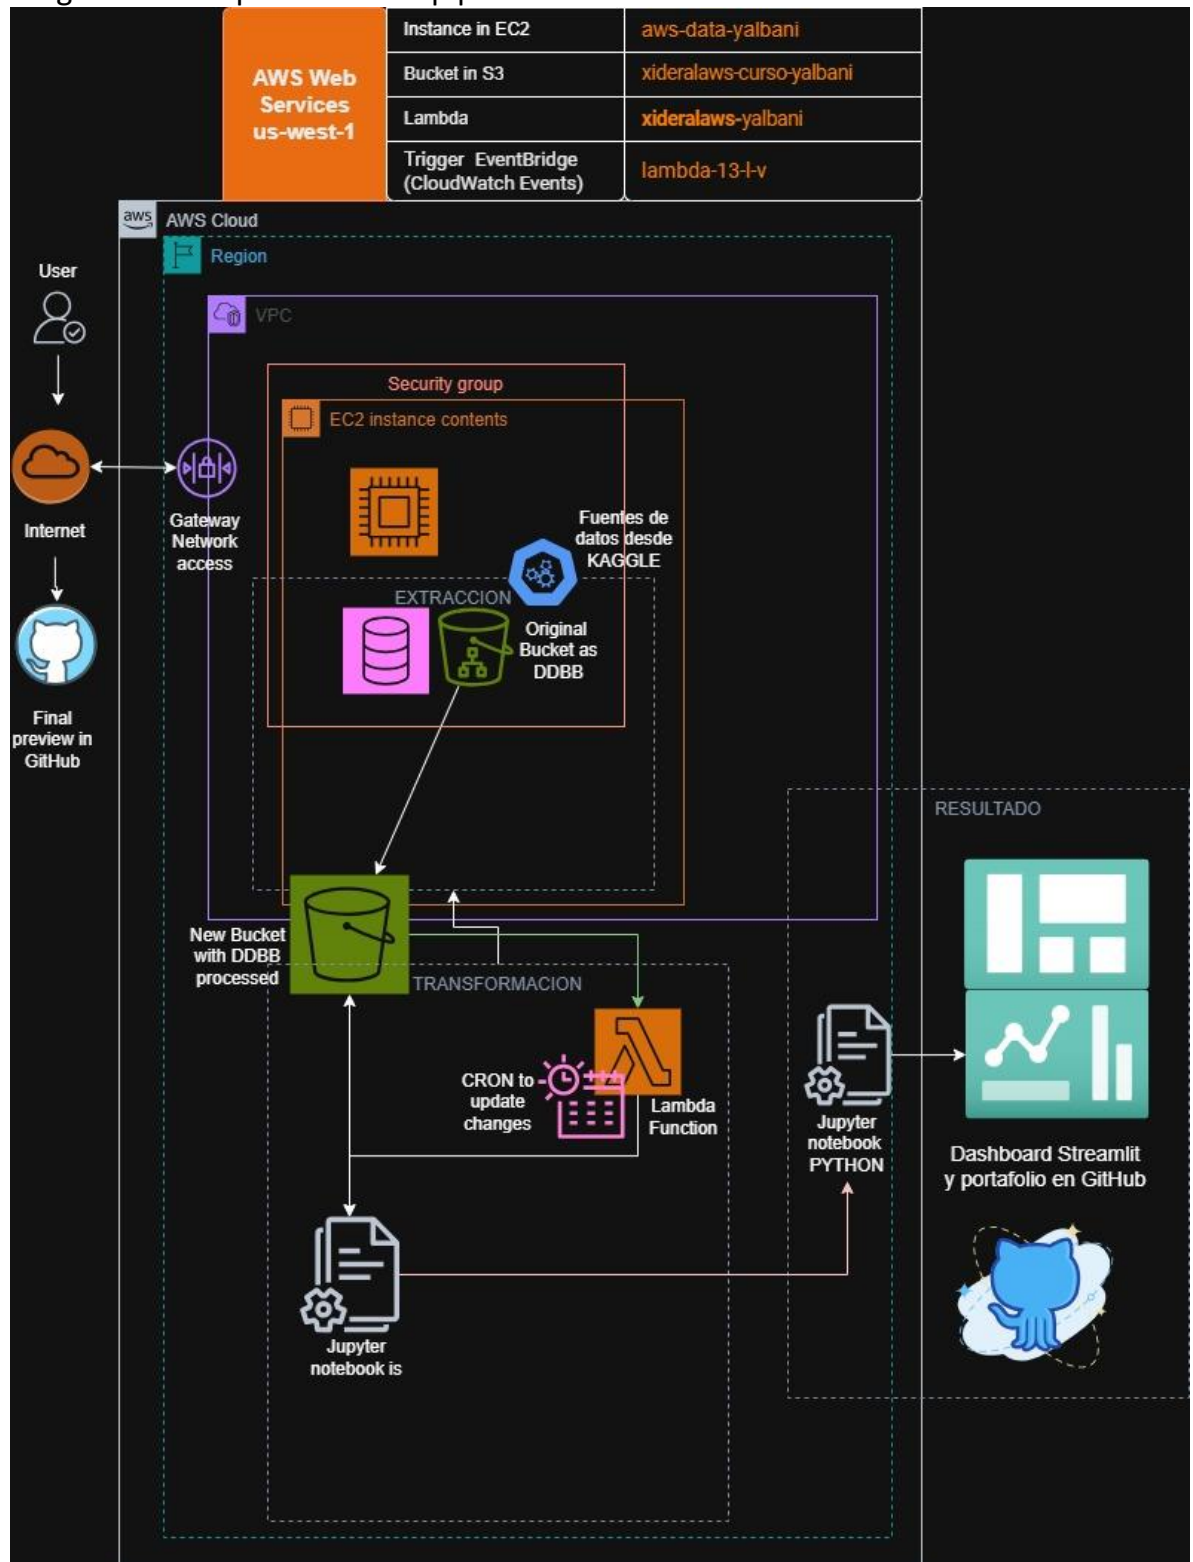 AWS Web
Services
us-west-1
Instance in EC2
aws-data-yalbani
Bucket in S3
xideralaws-curso-yalbani
Lambda
xideralaws-yalbani
Trigger EventBridge
(CloudWatch Events)
lambda-13-l-v
aws
AWS Cloud
Region
User
VPC
Security group
EC2 instance contents
Internet
Gateway
Network
access
Fuentes de
datos desde
KAGGLE
EXTRACCION
Original
Bucket as
DDBB
Final
preview in
GitHub
RESULTADO
New Bucket
with DDBB
processed
TRANSFORMACION
CRON to
update
changes
Lambda
Function
Jupyter
notebook
PYTHON
Dashboard Streamlit
y portafolio en GitHub
Jupyter
notebook is